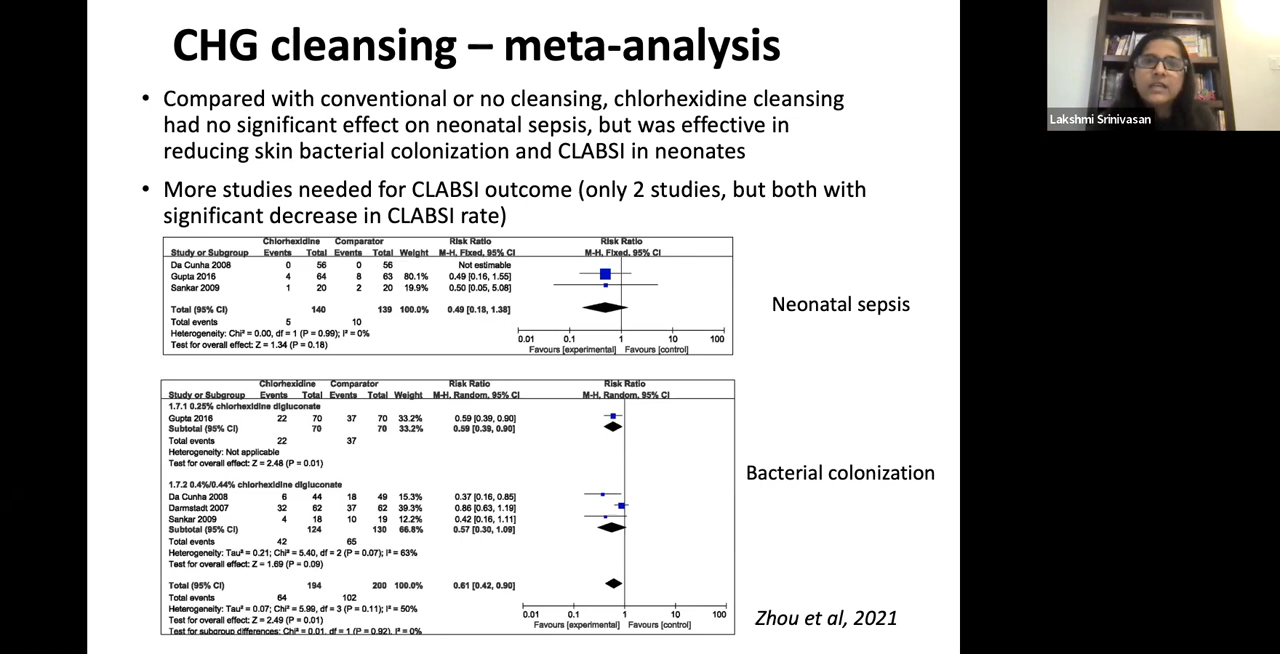 CHG cleansing – meta-analysis
• Compared with conventional or no cleansing, chlorhexidine cleansing
had no significant effect on neonatal sepsis, but was effective in
reducing skin bacterial colonization and CLABSI in neonates
• More studies needed for CLABSI outcome (only 2 studies, but both with
significant decrease in CLABSI rate)
Chlorhexidine Comparator Risk Ratio Risk Ratio
Study or Subgroup Events Total Events Total Weight M-H, Fixed, 95% CI M-H, Fixed, 95% CI
Da Cunha 2008 0 56 0 56 Not estimable
Gupta 2016 4 64 8 63 80.1% 0.49 [0.16, 1.55]
Sankar 2009 1 20 2 20 19.9% 0.50 [0.05, 5.08]
Total (95% CI) 140 139 100.0% 0.49 [0.18, 1.38]
Total events 5 10
Heterogeneity: Chi² = 0.00, df = 1 (P = 0.99); I² = 0%
Test for overall effect: Z = 1.34 (P = 0.18)
0.01 0.1 1 10 100
Favours [experimental] Favours [control]
Neonatal sepsis
Chlorhexidine Comparator Risk Ratio Risk Ratio
Study or Subgroup Events Total Events Total Weight M-H, Random, 95% CI M-H, Random, 95% CI
1.7.1 0.25% chlorhexidine digluconate
Gupta 2016 22 70 37 70 33.2% 0.59 [0.39, 0.90]
Subtotal (95% CI) 70 70 33.2% 0.59 [0.39, 0.90]
Total events 22 37
Heterogeneity: Not applicable
Test for overall effect: Z = 2.48 (P = 0.01)
1.7.2 0.4%/0.44% chlorhexidine digluconate
Da Cunha 2008 6 44 18 49 15.3% 0.37 [0.16, 0.85]
Darmstadt 2007 32 62 37 62 39.3% 0.86 [0.63, 1.19]
Sankar 2009 4 18 10 19 12.2% 0.42 [0.16, 1.11]
Subtotal (95% CI) 124 130 66.8% 0.57 [0.30, 1.09]
Total events 42 65
Heterogeneity: Tau² = 0.21; Chi² = 5.40, df = 2 (P = 0.07); I² = 63%
Test for overall effect: Z = 1.69 (P = 0.09)
Total (95% CI) 194 200 100.0% 0.61 [0.42, 0.90]
Total events 64 102
Heterogeneity: Tau² = 0.07; Chi² = 5.99, df = 3 (P = 0.11); I² = 50%
Test for overall effect: Z = 2.49 (P = 0.01)
Test for subgroup differences: Chi² = 0.01, df = 1 (P = 0.92), I² = 0%
0.01 0.1 1 10 100
Favours [experimental] Favours [control]
Bacterial colonization
Zhou et al, 2021
Lakshmi Srinivasan